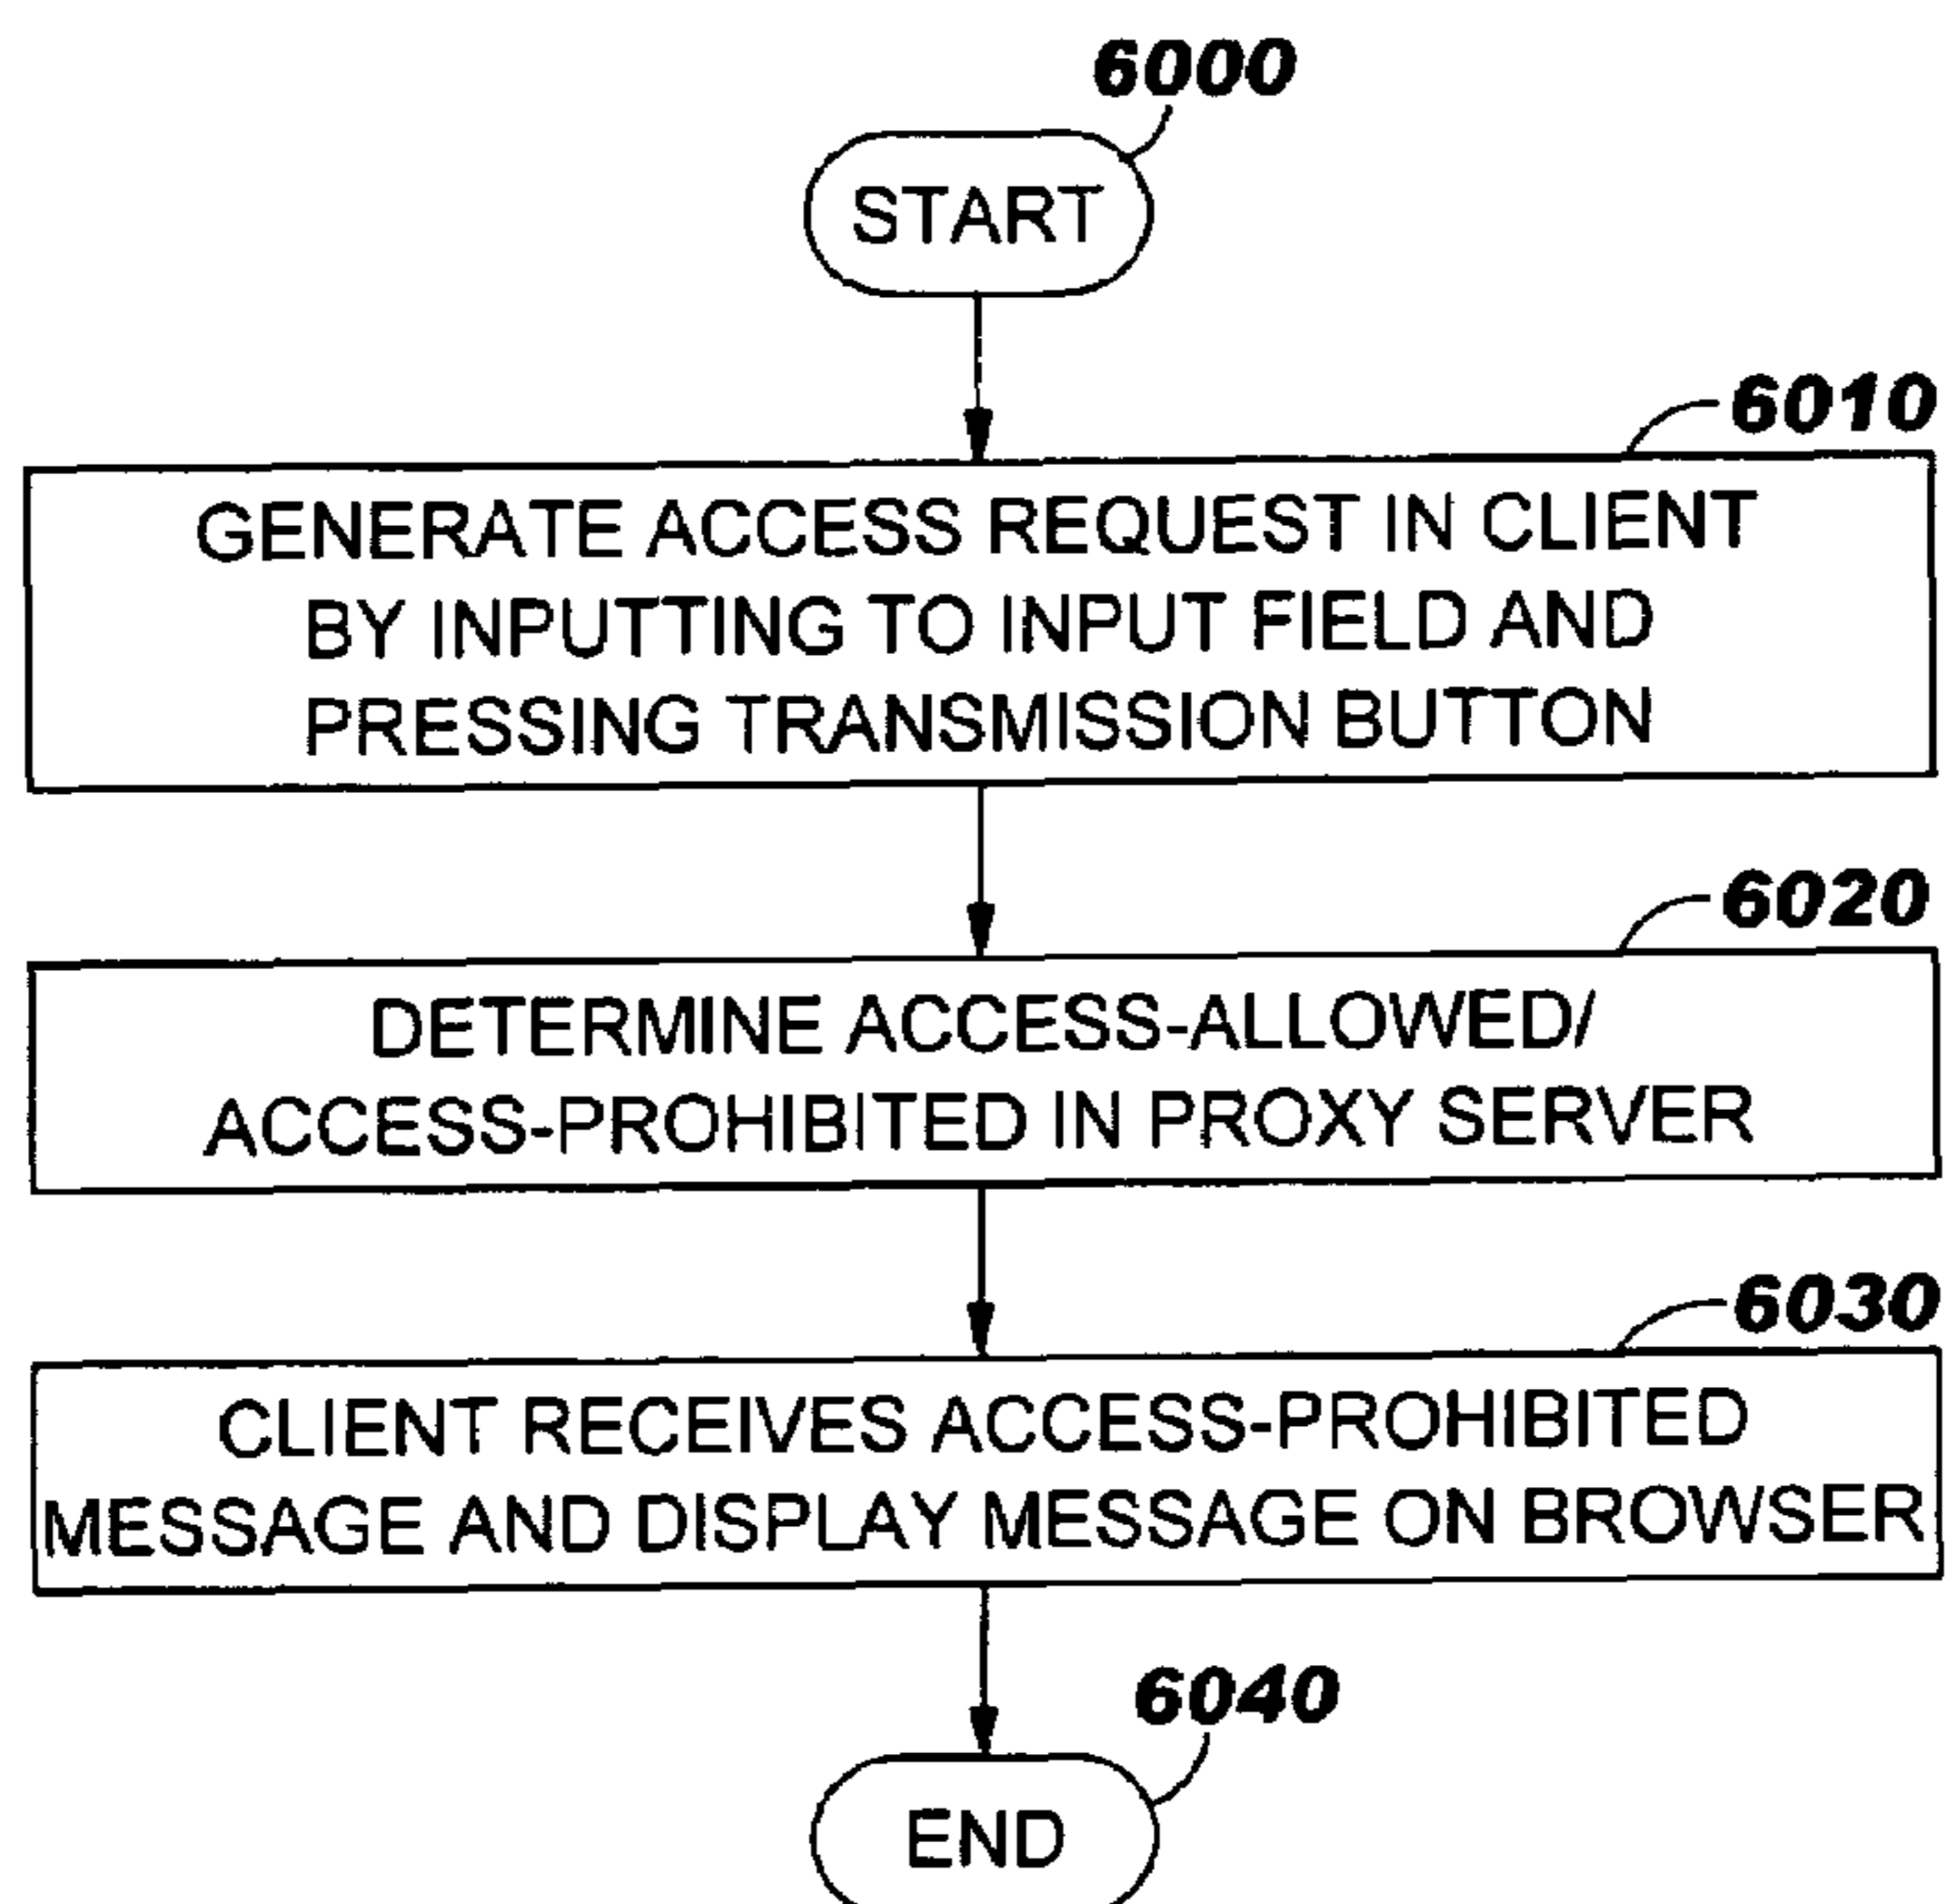 6000
START
6010
GENERATE ACCESS REQUEST IN CLIENT
BY INPUTTING TO INPUT FIELD AND
PRESSING TRANSMISSION BUTTON
6020
DETERMINE ACCESS-ALLOWED/
ACCESS-PROHIBITED IN PROXY SERVER
6030
CLIENT RECEIVES ACCESS-PROHIBITED
MESSAGE AND DISPLAY MESSAGE ON BROWSER
6040
END